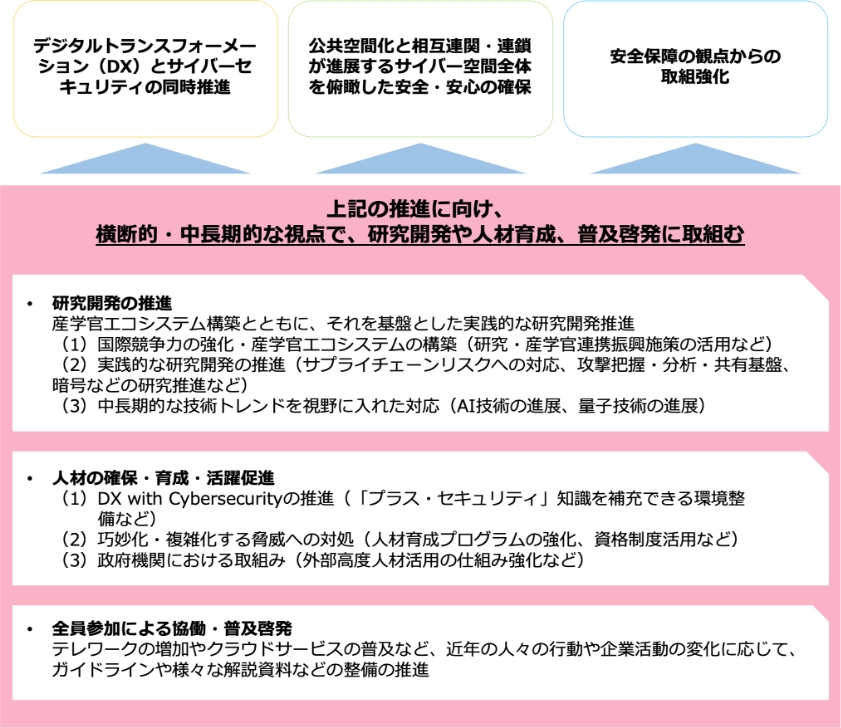 デジタルトランスフォーメー
ション（DX）とサイバーセ
キュリティの同時推進
公共空間化と相互連関・連鎖
が進展するサイバー空間全体
を俯瞰した安全・安心の確保
安全保障の観点からの
取組強化
上記の推進に向け、
横断的・中長期的な視点で、研究開発や人材育成、普及啓発に取組む
• 研究開発の推進
産学官エコシステム構築とともに、それを基盤とした実践的な研究開発推進
（1）国際競争力の強化・産学官エコシステムの構築（研究・産学官連携振興施策の活用など）
（2）実践的な研究開発の推進（サプライチェーンリスクへの対応、攻撃把握・分析・共有基盤、
暗号などの研究推進など）
（3）中長期的な技術トレンドを視野に入れた対応（AI技術の進展、量子技術の進展）
• 人材の確保・育成・活躍促進
（1）DX with Cybersecurityの推進（「プラス・セキュリティ」知識を補充できる環境整
備など）
（2）巧妙化・複雑化する脅威への対処（人材育成プログラムの強化、資格制度活用など）
（3）政府機関における取組み（外部高度人材活用の仕組み強化など）
• 全員参加による協働・普及啓発
テレワークの増加やクラウドサービスの普及など、近年の人々の行動や企業活動の変化に応じて、
ガイドラインや様々な解説資料などの整備の推進